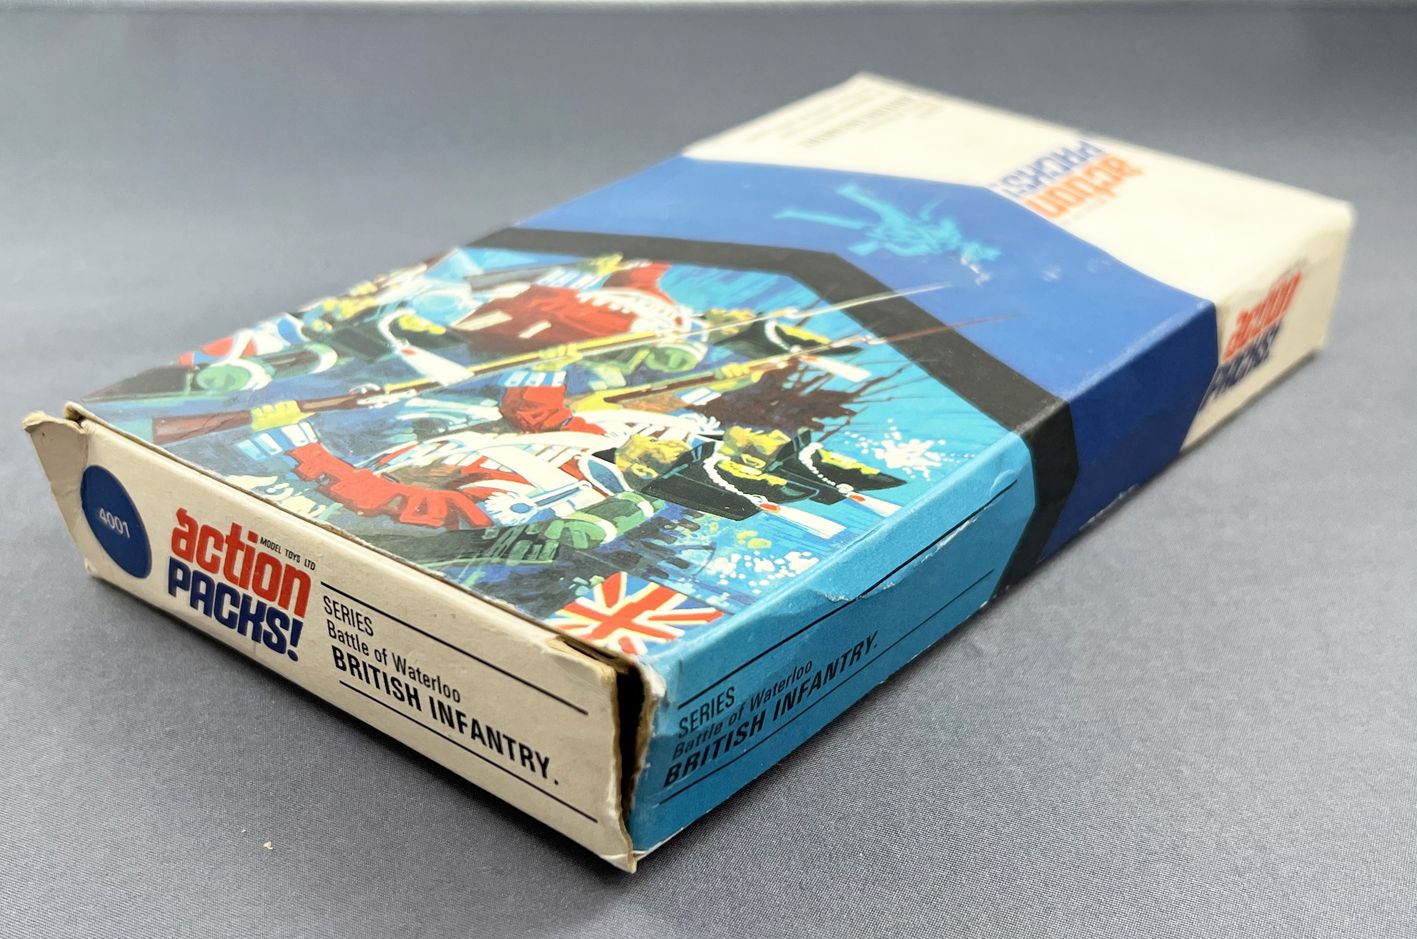 action
PACKS!
4001
action
MODEL TOYS LTD
PACKS!
SERIES
Battle of Waterloo
BRITISH INFANTRY.
SERIES
Battle of Waterloo
BRITISH INFANTRY.
action
PACKS!